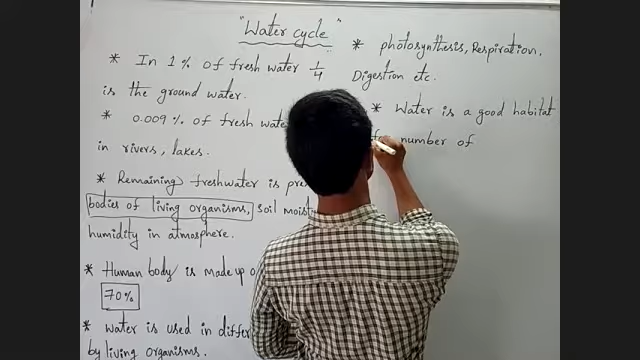 "Water cycle"
* In 1% of fresh water 1/4
is the ground water.
* 0.009% of fresh wate
in rivers, lakes.
* Remaining freshwater is pre
bodies of living organisms, soil moist
humidity in atmosphere.
* Human body is made up o
70%
* Water is used in differ
by living organisms.
* photosynthesis, Respiration,
Digestion etc.
* Water is a good habitat
number of